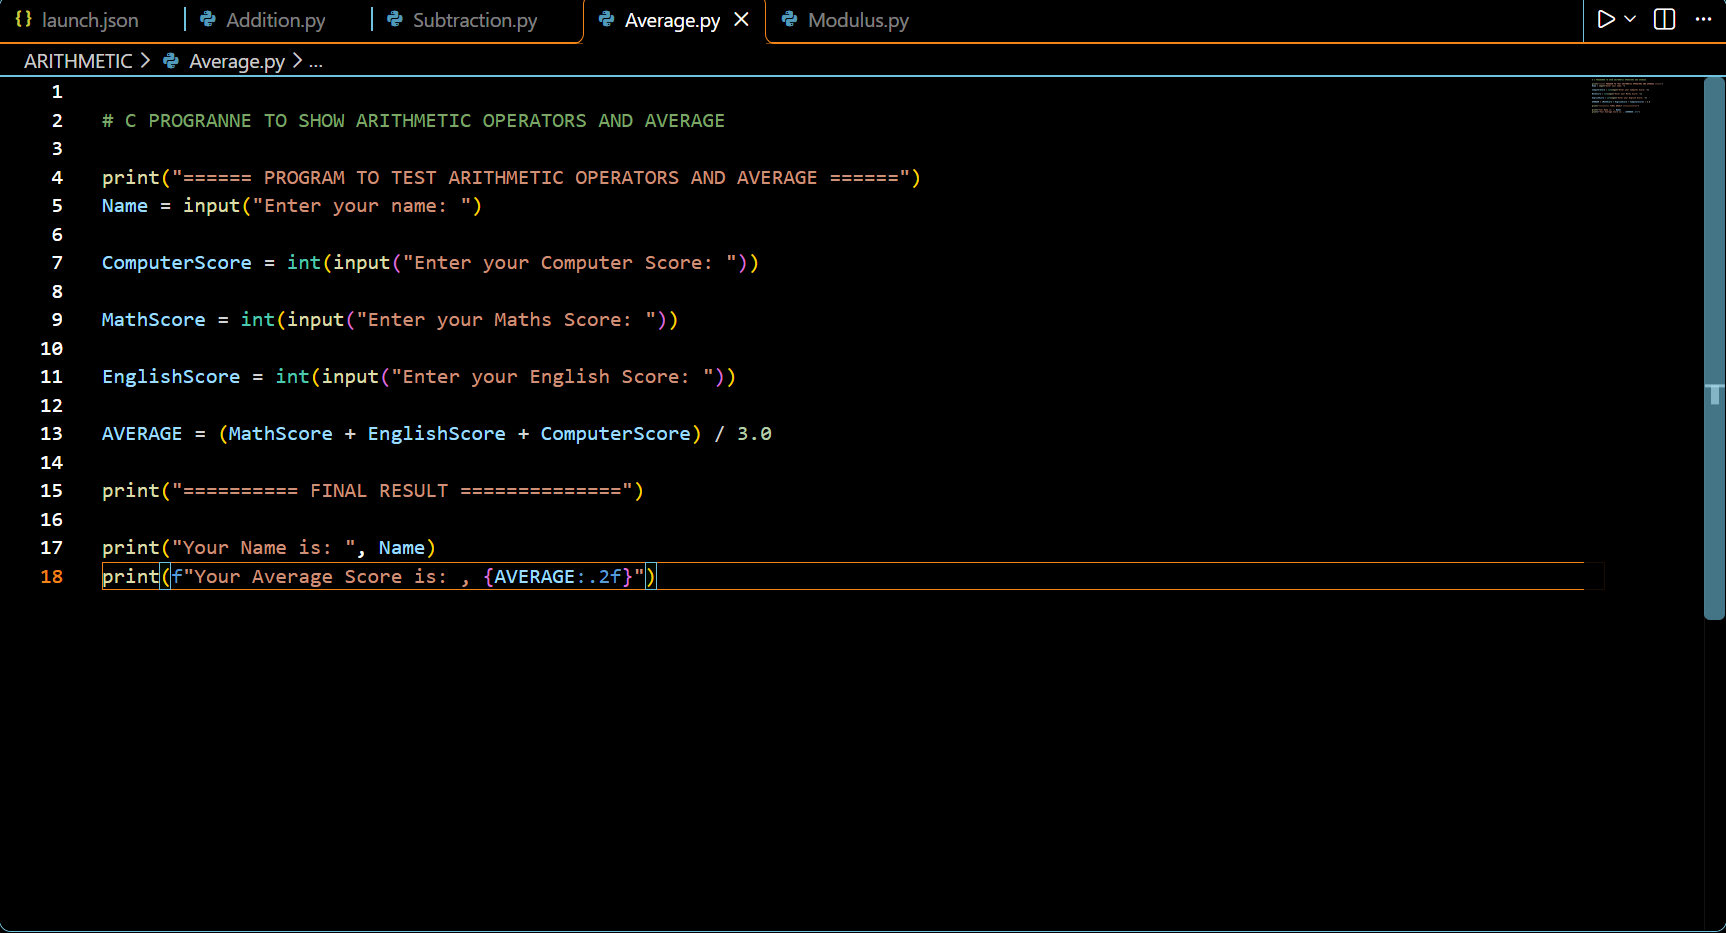 launch.json Addition.py Subtraction.py Average.py Modulus.py
ARITHMETIC > Average.py > ...
1
2 # C PROGRANNE TO SHOW ARITHMETIC OPERATORS AND AVERAGE
3
4 print("====== PROGRAM TO TEST ARITHMETIC OPERATORS AND AVERAGE ======")
5 Name = input("Enter your name: ")
6
7 ComputerScore = int(input("Enter your Computer Score: "))
8
9 MathScore = int(input("Enter your Maths Score: "))
10
11 EnglishScore = int(input("Enter your English Score: "))
12
13 AVERAGE = (MathScore + EnglishScore + ComputerScore) / 3.0
14
15 print("========== FINAL RESULT ==============")
16
17 print("Your Name is: ", Name)
18 print(f"Your Average Score is: , {AVERAGE:.2f}")